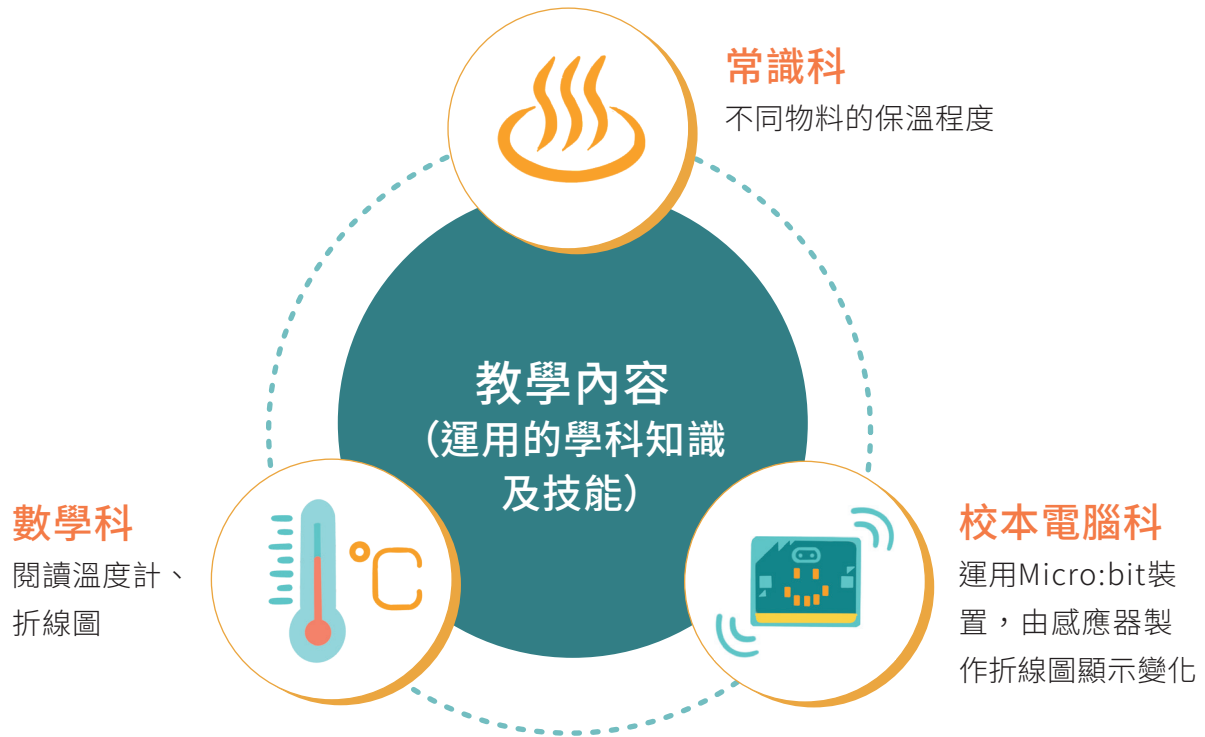 常識科
不同物料的保溫程度
教學內容
（運用的學科知識
及技能）
數學科
閱讀溫度計、
折線圖
°C
校本電腦科
運用Micro:bit裝
置，由感應器製
作折線圖顯示變化